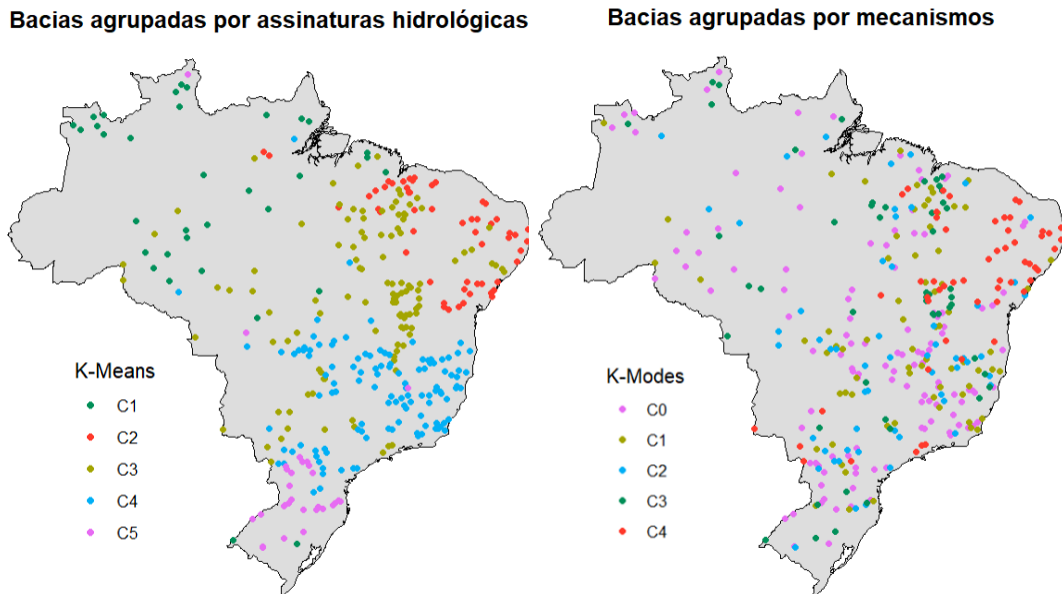 Bacias agrupadas por assinaturas hidrológicas
K-Means
C1
C2
C3
C4
C5
Bacias agrupadas por mecanismos
K-Modes
C0
C1
C2
C3
C4